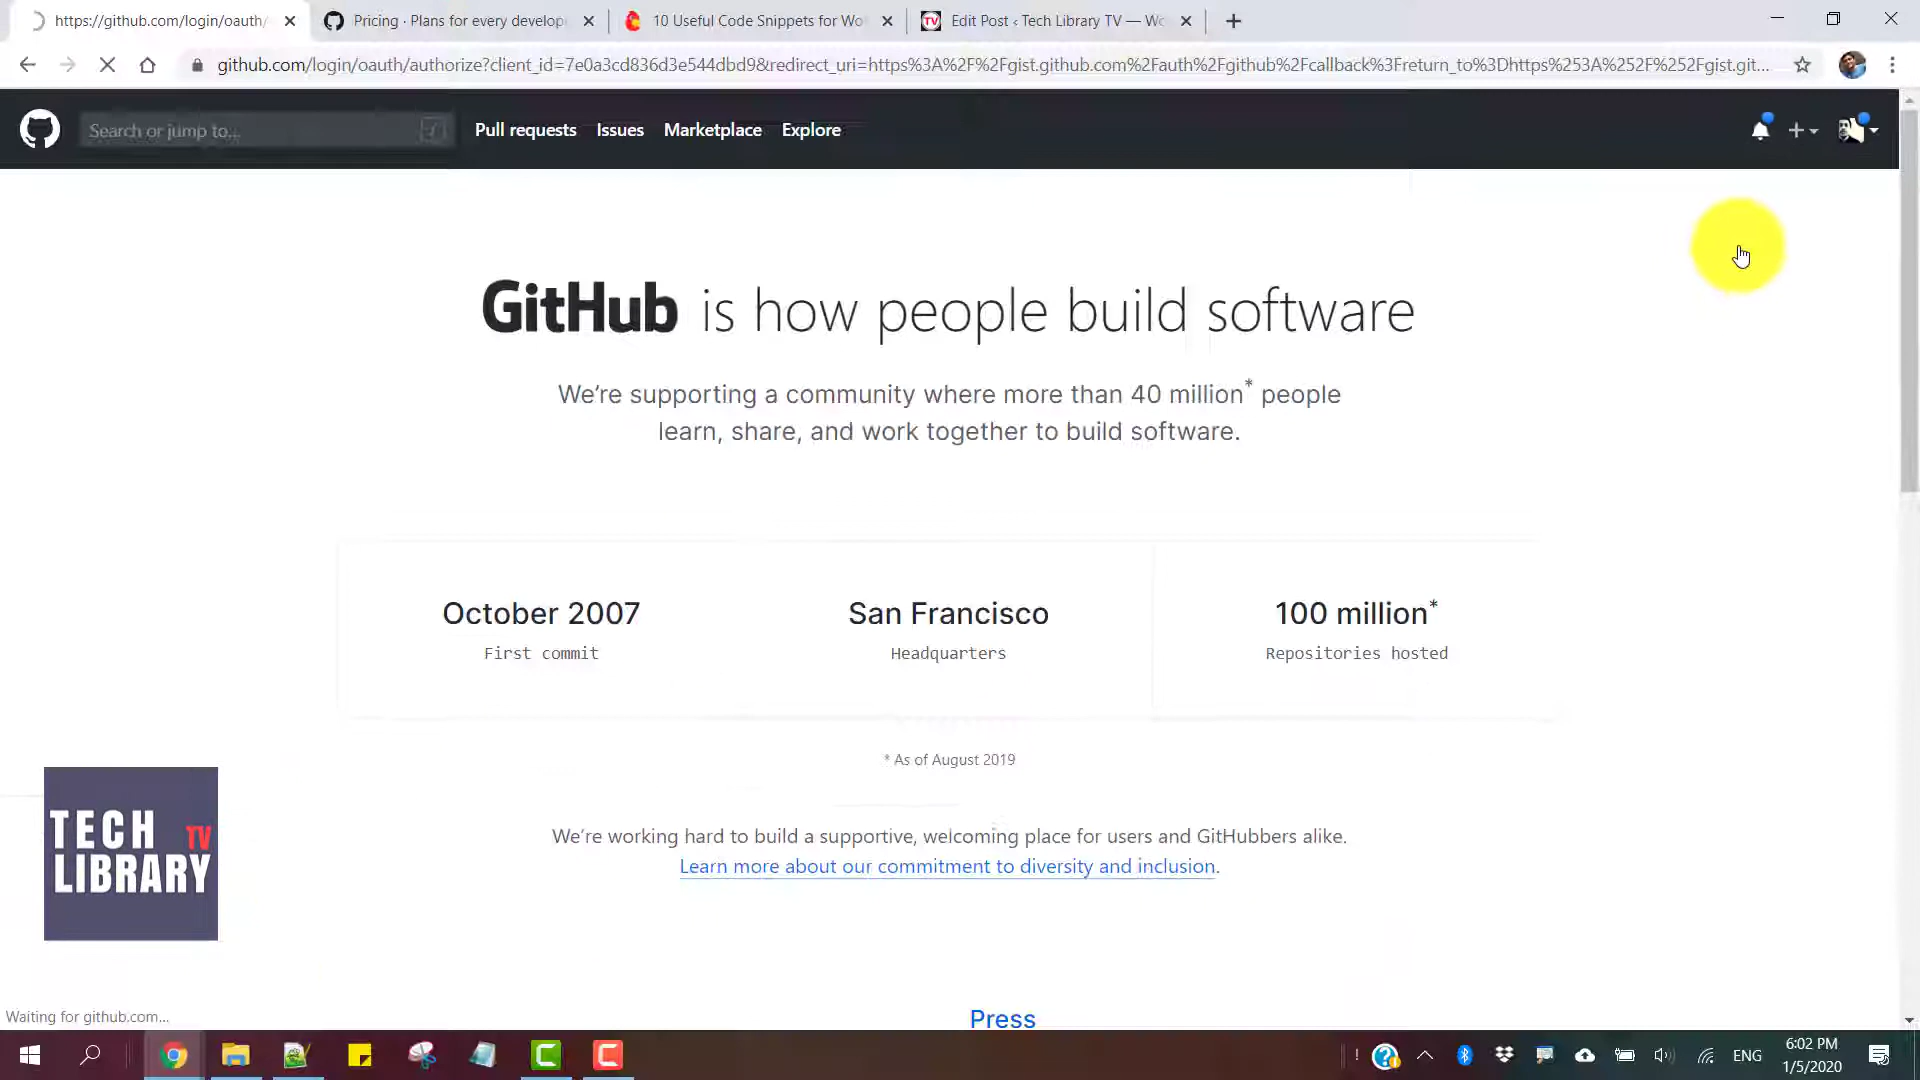 https://github.com/login/oauth/
Pricing · Plans for every develope
10 Useful Code Snippets for Wo
Edit Post ‹ Tech Library TV — Wo
github.com/login/oauth/authorize?client_id=7e0a3cd836d3e544dbd9&redirect_uri=https%3A%2F%2Fgist.github.com%2Fauth%2Fgithub%2Fcallback%3Freturn_to%3Dhttps%253A%252F%252Fgist.git...
Search or jump to...
/
Pull requests
Issues
Marketplace
Explore
GitHub is how people build software
We're supporting a community where more than 40 million* people
learn, share, and work together to build software.
October 2007
First commit
San Francisco
Headquarters
100 million*
Repositories hosted
* As of August 2019
We're working hard to build a supportive, welcoming place for users and GitHubbers alike.
Learn more about our commitment to diversity and inclusion.
TECH TV
LIBRARY
Press
Waiting for github.com...
ENG
6:02 PM
1/5/2020